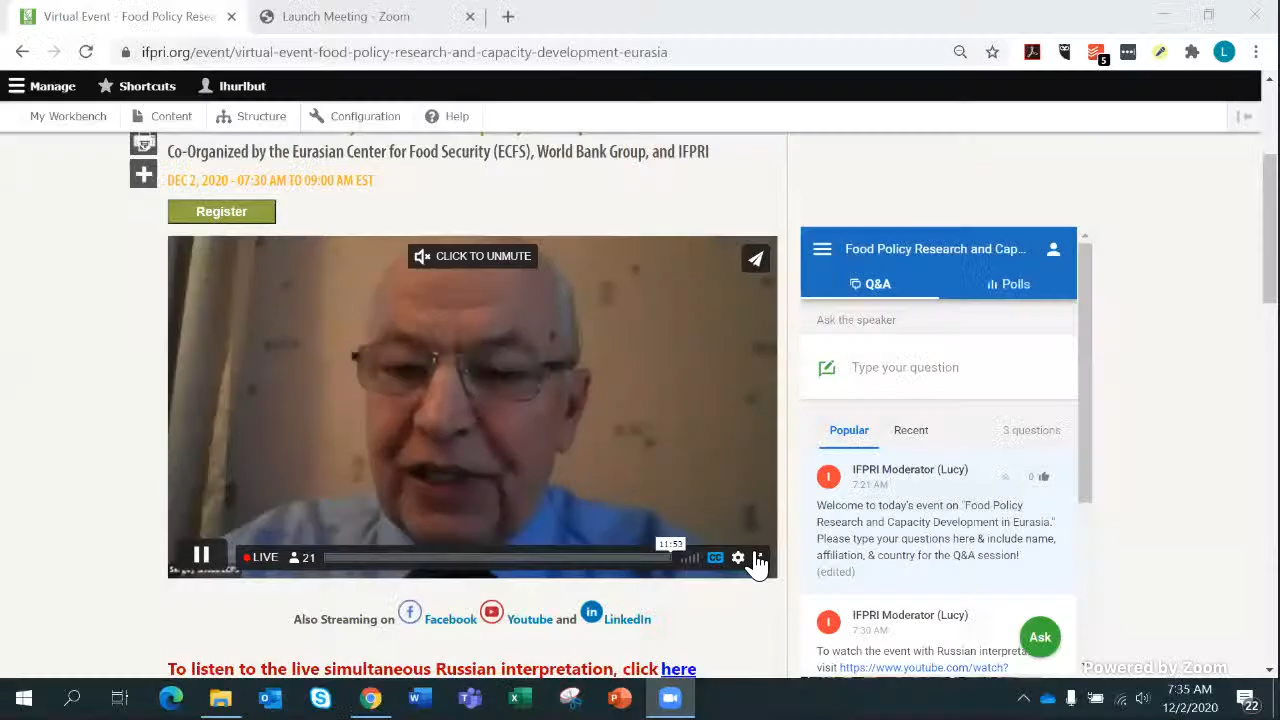 Virtual Event - Food Policy Resea
Launch Meeting - Zoom
ifpri.org/event/virtual-event-food-policy-research-and-capacity-development-eurasia
5
L
Manage
Shortcuts
lhurlbut
My Workbench
Content
Structure
Configuration
Help
Co-Organized by the Eurasian Center for Food Security (ECFS), World Bank Group, and IFPRI
DEC 2, 2020 - 07:30 AM TO 09:00 AM EST
Register
CLICK TO UNMUTE
LIVE
21
11:53
CC
Also Streaming on Facebook Youtube and LinkedIn
To listen to the live simultaneous Russian interpretation, click here
Food Policy Research and Cap...
Q&A
Polls
Ask the speaker
Type your question
Popular
Recent
3 questions
I
IFPRI Moderator (Lucy)
7:21 AM
0
Welcome to today's event on "Food Policy
Research and Capacity Development in Eurasia."
Please type your questions here & include name,
affiliation, & country for the Q&A session!
(edited)
I
IFPRI Moderator (Lucy)
7:30 AM
To watch the event with Russian interpreta
visit https://www.youtube.com/watch?
Ask
Powered by Zoom
7:35 AM
12/2/2020
22